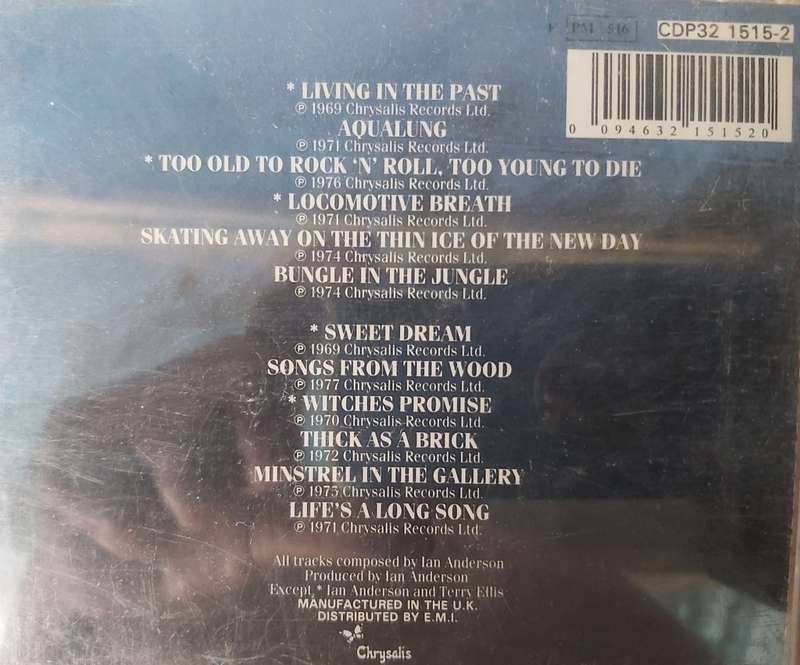 PM 516
CDP32 1515-2
0 094632 151520
* LIVING IN THE PAST
℗ 1969 Chrysalis Records Ltd.
AQUALUNG
℗ 1971 Chrysalis Records Ltd.
* TOO OLD TO ROCK 'N' ROLL, TOO YOUNG TO DIE
℗ 1976 Chrysalis Records Ltd.
* LOCOMOTIVE BREATH
℗ 1971 Chrysalis Records Ltd.
SKATING AWAY ON THE THIN ICE OF THE NEW DAY
℗ 1974 Chrysalis Records Ltd.
BUNGLE IN THE JUNGLE
℗ 1974 Chrysalis Records Ltd.
* SWEET DREAM
℗ 1969 Chrysalis Records Ltd.
SONGS FROM THE WOOD
℗ 1977 Chrysalis Records Ltd.
* WITCHES PROMISE
℗ 1970 Chrysalis Records Ltd.
THICK AS A BRICK
℗ 1972 Chrysalis Records Ltd.
MINSTREL IN THE GALLERY
℗ 1975 Chrysalis Records Ltd.
LIFE'S A LONG SONG
℗ 1971 Chrysalis Records Ltd.
All tracks composed by Ian Anderson
Produced by Ian Anderson
Except * Ian Anderson and Terry Ellis
MANUFACTURED IN THE U.K.
DISTRIBUTED BY E.M.I.
Chrysalis